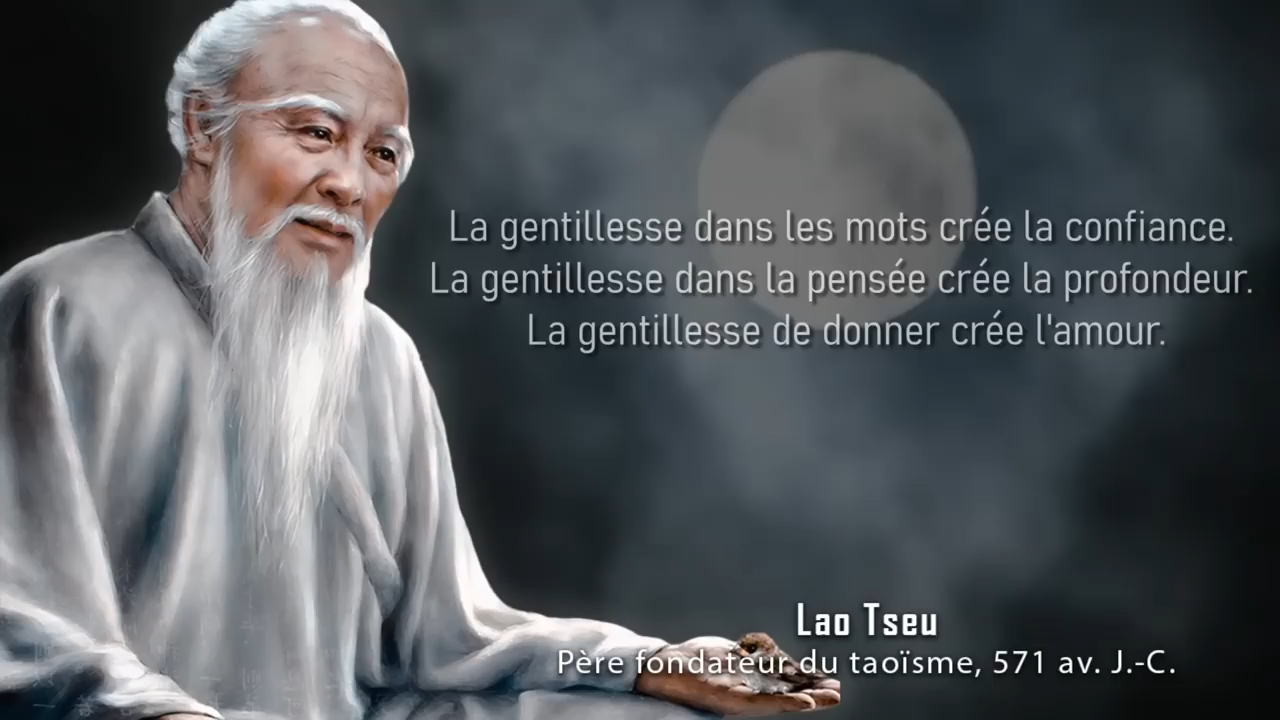 La gentillesse dans les mots crée la confiance.
La gentillesse dans la pensée crée la profondeur.
La gentillesse de donner crée l'amour.
Lao Tseu
Père fondateur du taoïsme, 571 av. J.-C.